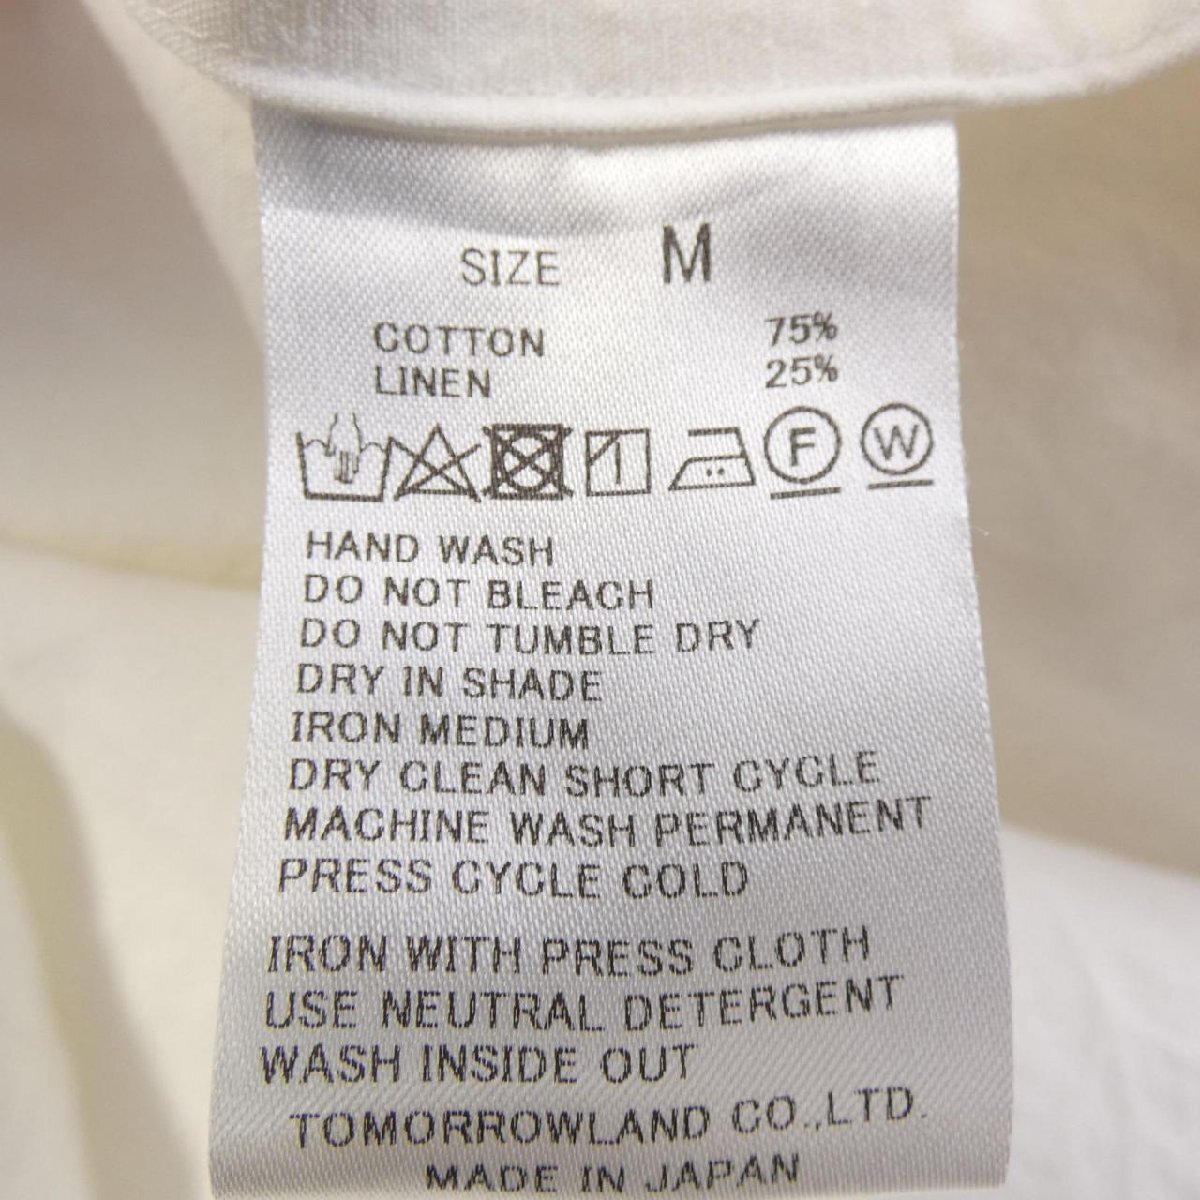 SIZE M
COTTON 75%
LINEN 25%
F W
HAND WASH
DO NOT BLEACH
DO NOT TUMBLE DRY
DRY IN SHADE
IRON MEDIUM
DRY CLEAN SHORT CYCLE
MACHINE WASH PERMANENT
PRESS CYCLE COLD
IRON WITH PRESS CLOTH
USE NEUTRAL DETERGENT
WASH INSIDE OUT
TOMORROWLAND CO.,LTD.
MADE IN JAPAN